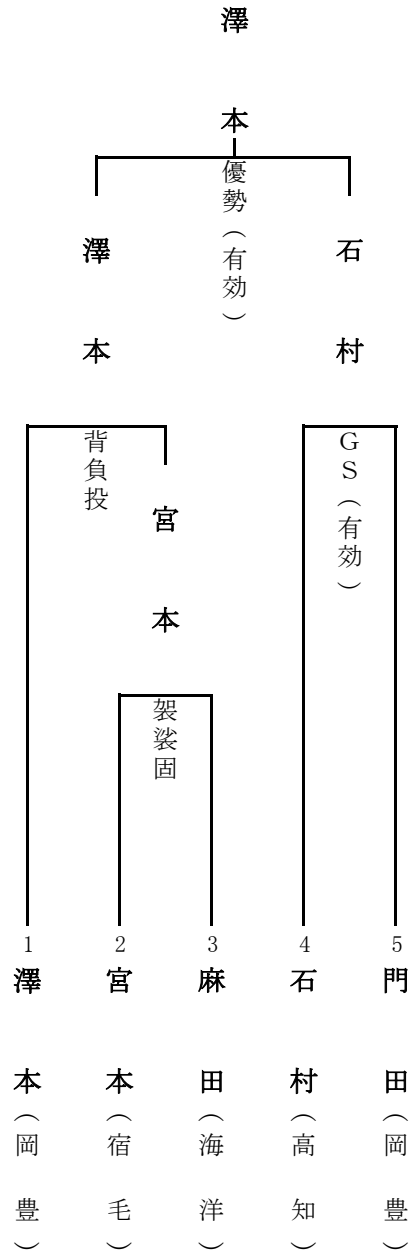 澤本
優勢（有効）
澤本
石村
背負投
GS（有効）
宮本
袈裟固
1 澤本（岡豊）
2 宮本（宿毛）
3 麻田（海洋）
4 石村（高知）
5 門田（岡豊）